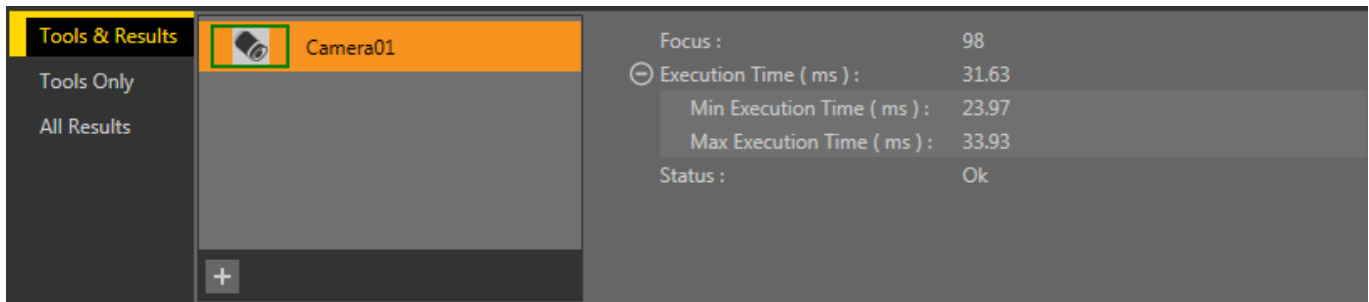 Tools & Results
Tools Only
All Results
Camera01
+
Focus : 98
Execution Time ( ms ) : 31.63
Min Execution Time ( ms ) : 23.97
Max Execution Time ( ms ) : 33.93
Status : Ok